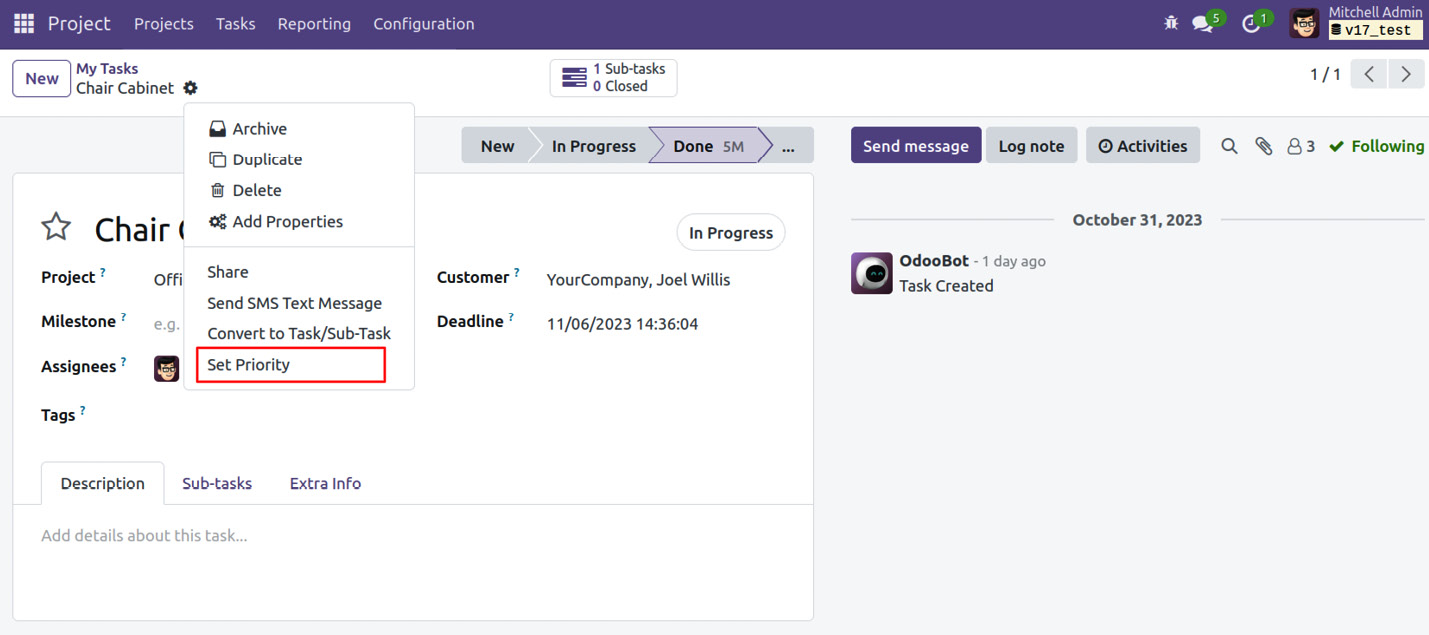 Project Projects Tasks Reporting Configuration 5 1 Mitchell Admin
v17_test
New My Tasks
Chair Cabinet
1 Sub-tasks
0 Closed
1 / 1
Archive
Duplicate
Delete
Add Properties
Share
Send SMS Text Message
Convert to Task/Sub-Task
Set Priority
New In Progress Done 5M ...
Send message Log note Activities 3 Following
Chair
In Progress
Project ? Offi
Customer ? YourCompany, Joel Willis
Milestone ? e.g.
Deadline ? 11/06/2023 14:36:04
Assignees ?
Tags ?
Description Sub-tasks Extra Info
Add details about this task...
October 31, 2023
OdooBot - 1 day ago
Task Created